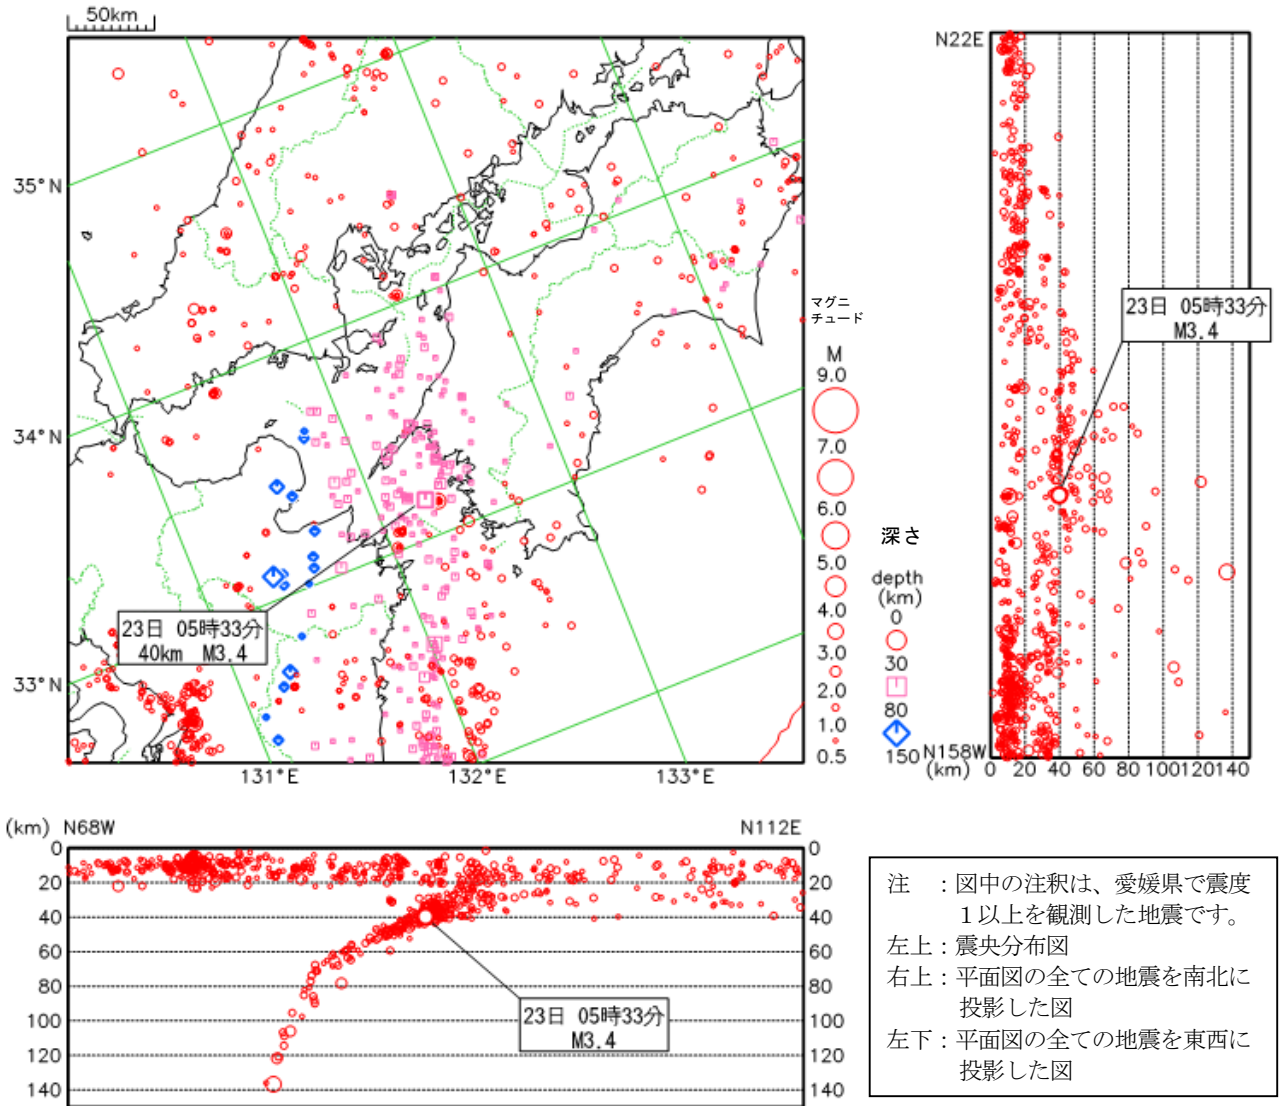 50km
35°N
34°N
33°N
131°E
132°E
133°E
23日 05時33分
40km M3.4
マグニ
チュード
M
9.0
7.0
6.0
5.0
4.0
3.0
2.0
1.0
0.5
深さ
depth
(km)
0
30
80
150
N22E
23日 05時33分
M3.4
N158W
(km)
0 20 40 60 80 100120140
(km) N68W
N112E
0
20
40
60
80
100
120
140
0
20
40
60
80
100
120
140
23日 05時33分
M3.4
注 ：図中の注釈は、愛媛県で震度
１以上を観測した地震です。
左上：震央分布図
右上：平面図の全ての地震を南北に
投影した図
左下：平面図の全ての地震を東西に
投影した図